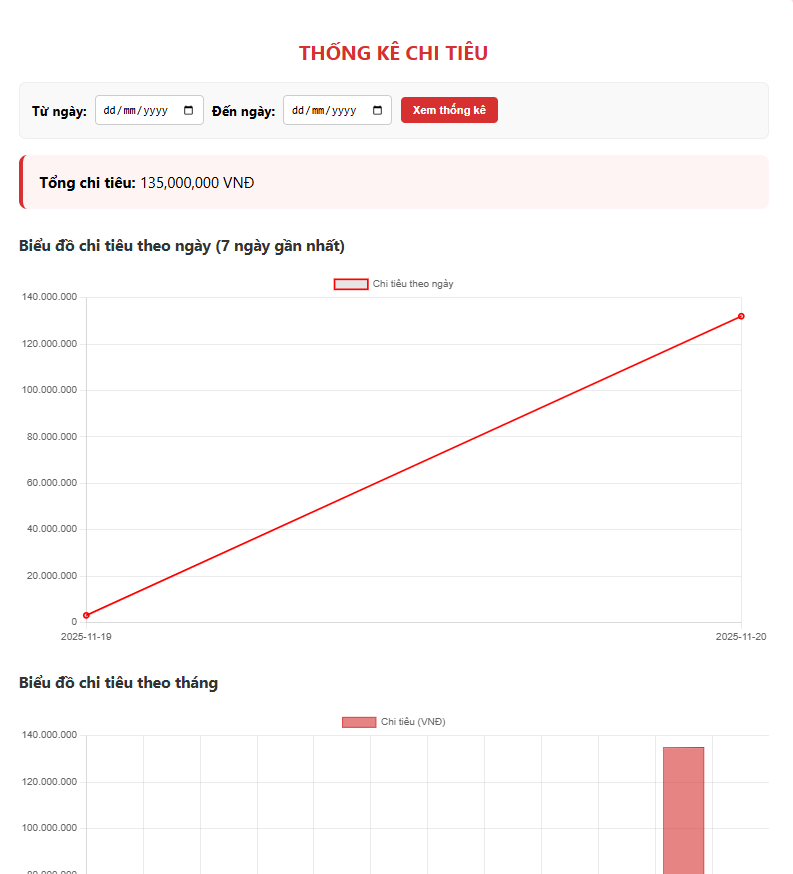 THỐNG KÊ CHI TIÊU
Từ ngày: dd/mm/yyyy Đến ngày: dd/mm/yyyy Xem thống kê
Tổng chi tiêu: 135,000,000 VNĐ
Biểu đồ chi tiêu theo ngày (7 ngày gần nhất)
Chi tiêu theo ngày
140.000.000
120.000.000
100.000.000
80.000.000
60.000.000
40.000.000
20.000.000
0
2025-11-19 2025-11-20
Biểu đồ chi tiêu theo tháng
Chi tiêu (VNĐ)
140.000.000
120.000.000
100.000.000
80.000.000